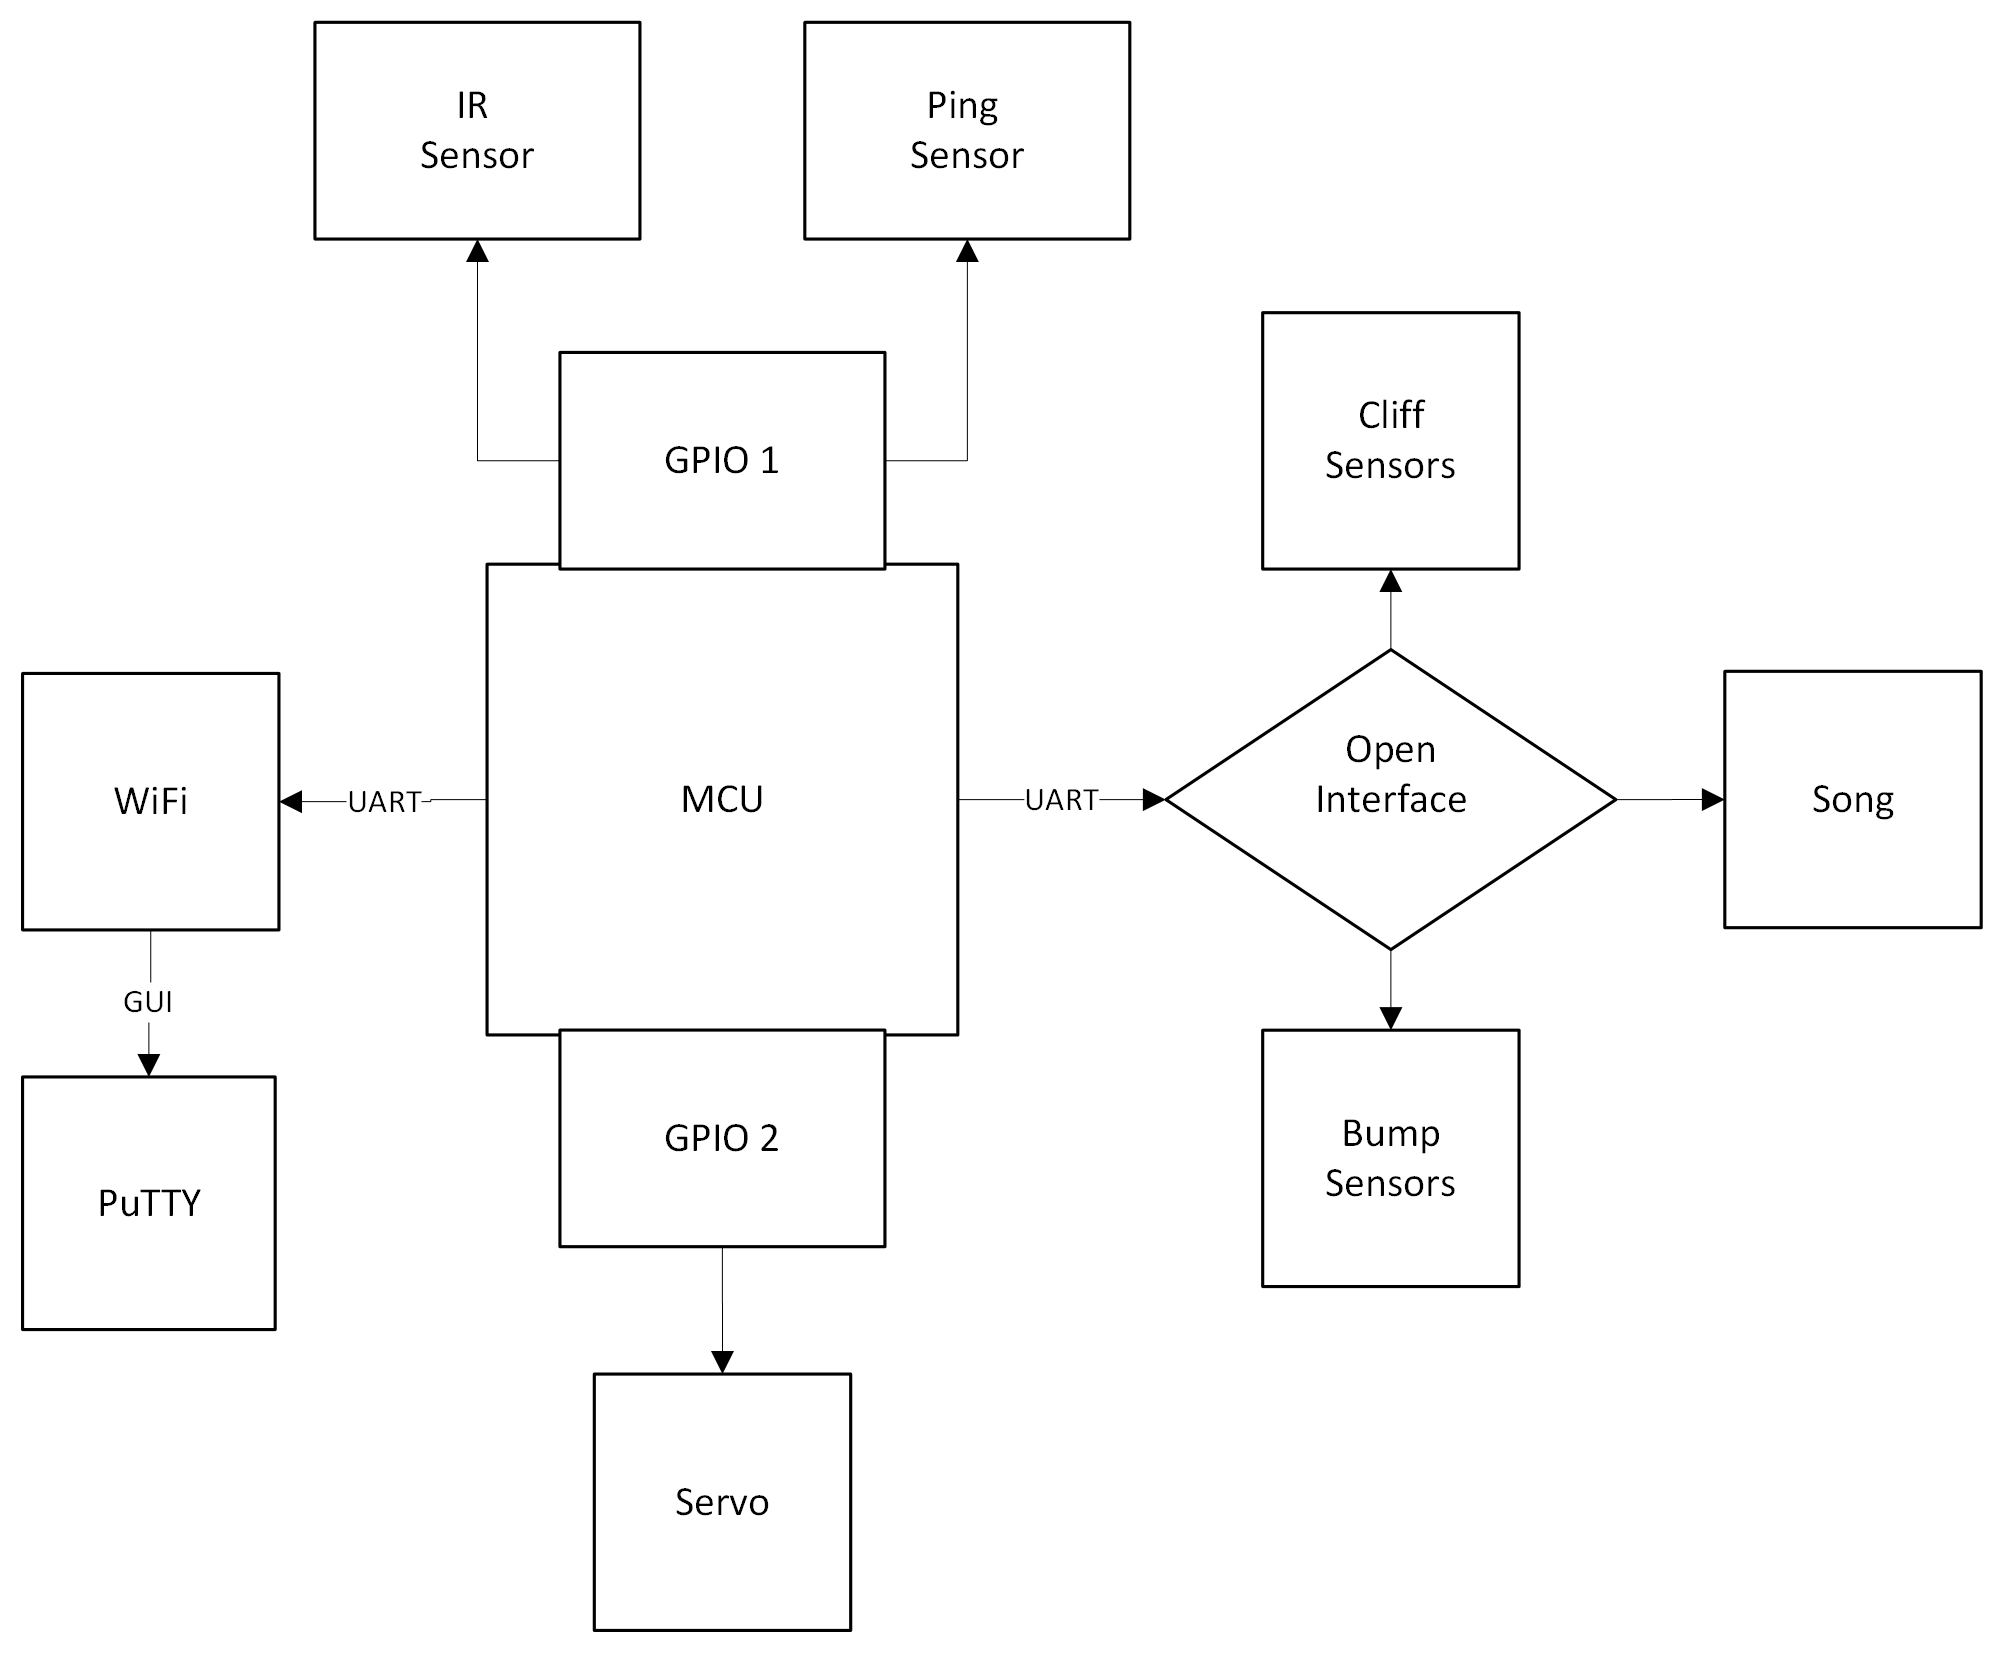 IR
Sensor
Ping
Sensor
GPIO 1
Cliff
Sensors
WiFi
UART
MCU
UART
Open
Interface
Song
GUI
PuTTY
GPIO 2
Bump
Sensors
Servo